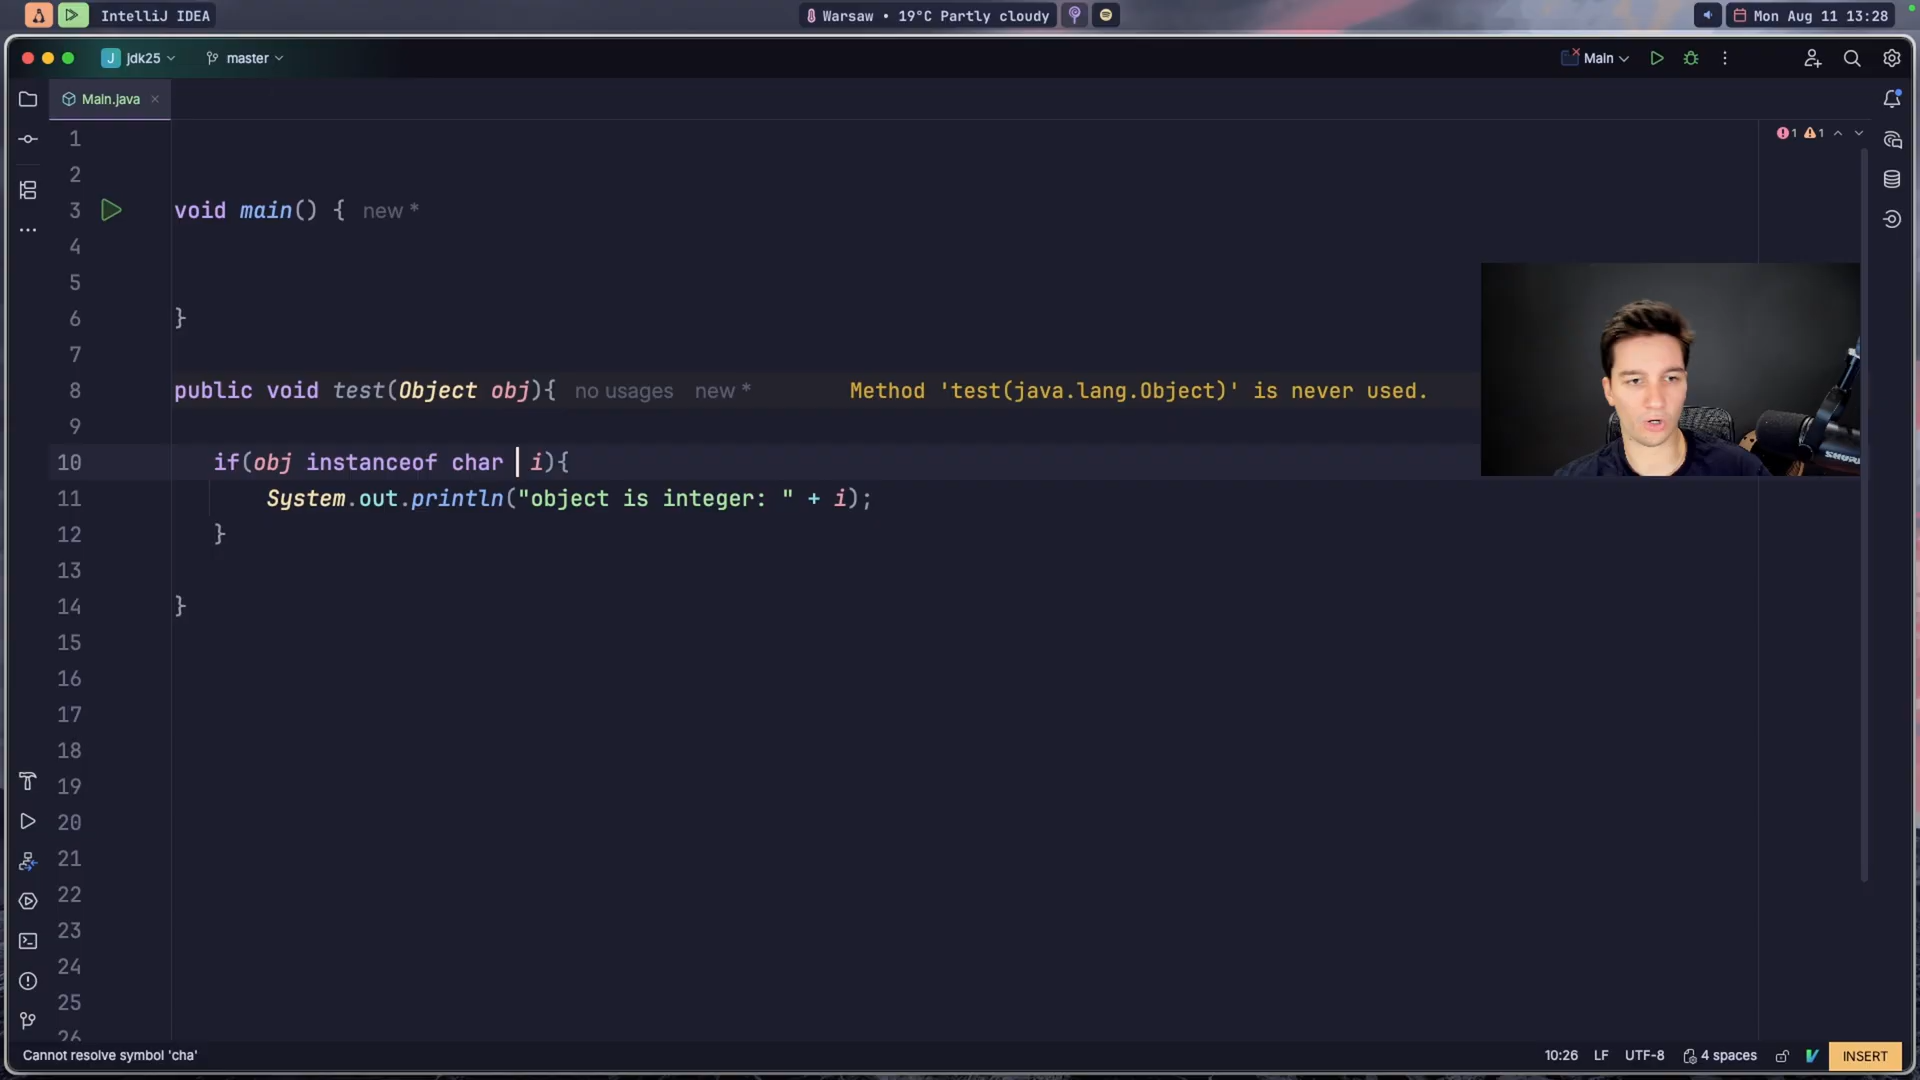 IntelliJ IDEA
Warsaw • 19°C Partly cloudy
Mon Aug 11 13:28
J jdk25
master
Main
Main.java
1 1
1
2
3 void main() { new *
4
5
6 }
7
8 public void test(Object obj){ no usages new * Method 'test(java.lang.Object)' is never used.
9
10 if(obj instanceof char i){
11 System.out.println("object is integer: " + i);
12 }
13
14 }
15
16
17
18
19
20
21
22
23
24
25
26
Cannot resolve symbol 'cha'
10:26 LF UTF-8 4 spaces INSERT